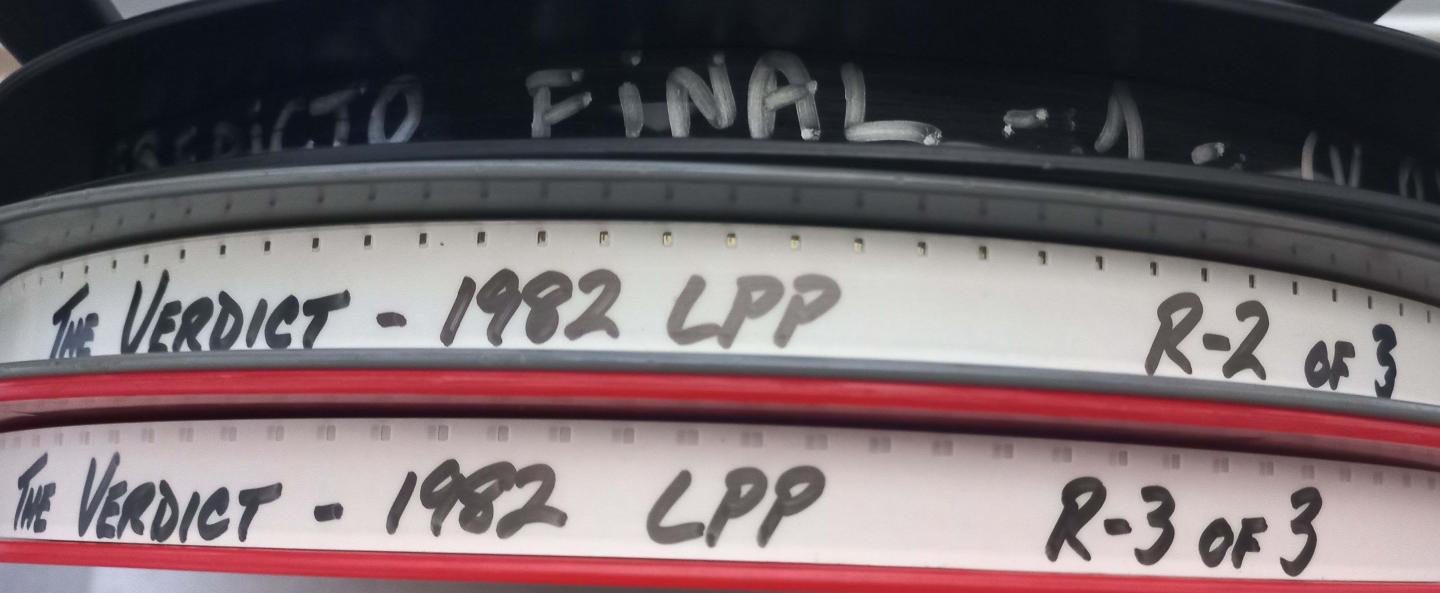 FiNAL - 1 -
THE VERDICT - 1982 LPP R-2 OF 3
THE VERDICT - 1982 LPP R-3 OF 3